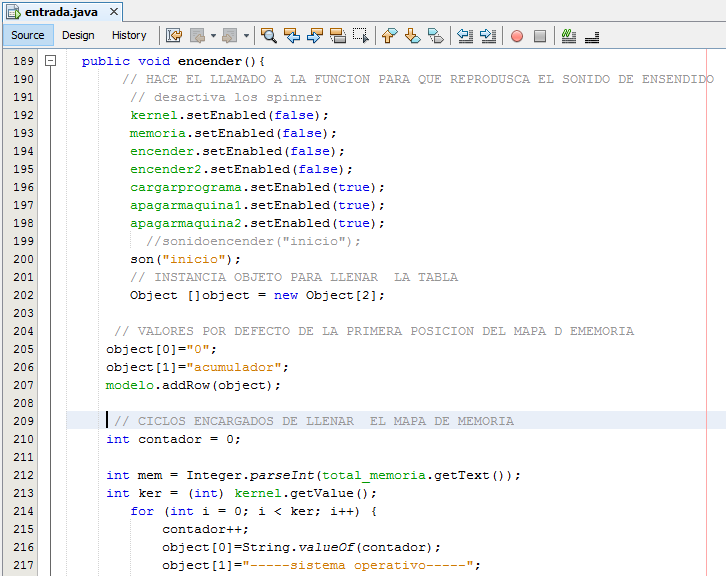 entrada.java
Source Design History
189 public void encender(){
190 // HACE EL LLAMADO A LA FUNCION PARA QUE REPRODUSCA EL SONIDO DE ENSENDIDO
191 // desactiva los spinner
192 kernel.setEnabled(false);
193 memoria.setEnabled(false);
194 encender.setEnabled(false);
195 encender2.setEnabled(false);
196 cargarprograma.setEnabled(true);
197 apagarmaquina1.setEnabled(true);
198 apagarmaquina2.setEnabled(true);
199 //sonidoencender("inicio");
200 son("inicio");
201 // INSTANCIA OBJETO PARA LLENAR  LA TABLA
202 Object []object = new Object[2];
203
204 // VALORES POR DEFECTO DE LA PRIMERA POSICION DEL MAPA D EMEMORIA
205 object[0]="0";
206 object[1]="acumulador";
207 modelo.addRow(object);
208
209 // CICLOS ENCARGADOS DE LLENAR  EL MAPA DE MEMORIA
210 int contador = 0;
211
212 int mem = Integer.parseInt(total_memoria.getText());
213 int ker = (int) kernel.getValue();
214 for (int i = 0; i < ker; i++) {
215 contador++;
216 object[0]=String.valueOf(contador);
217 object[1]="-----sistema operativo-----";